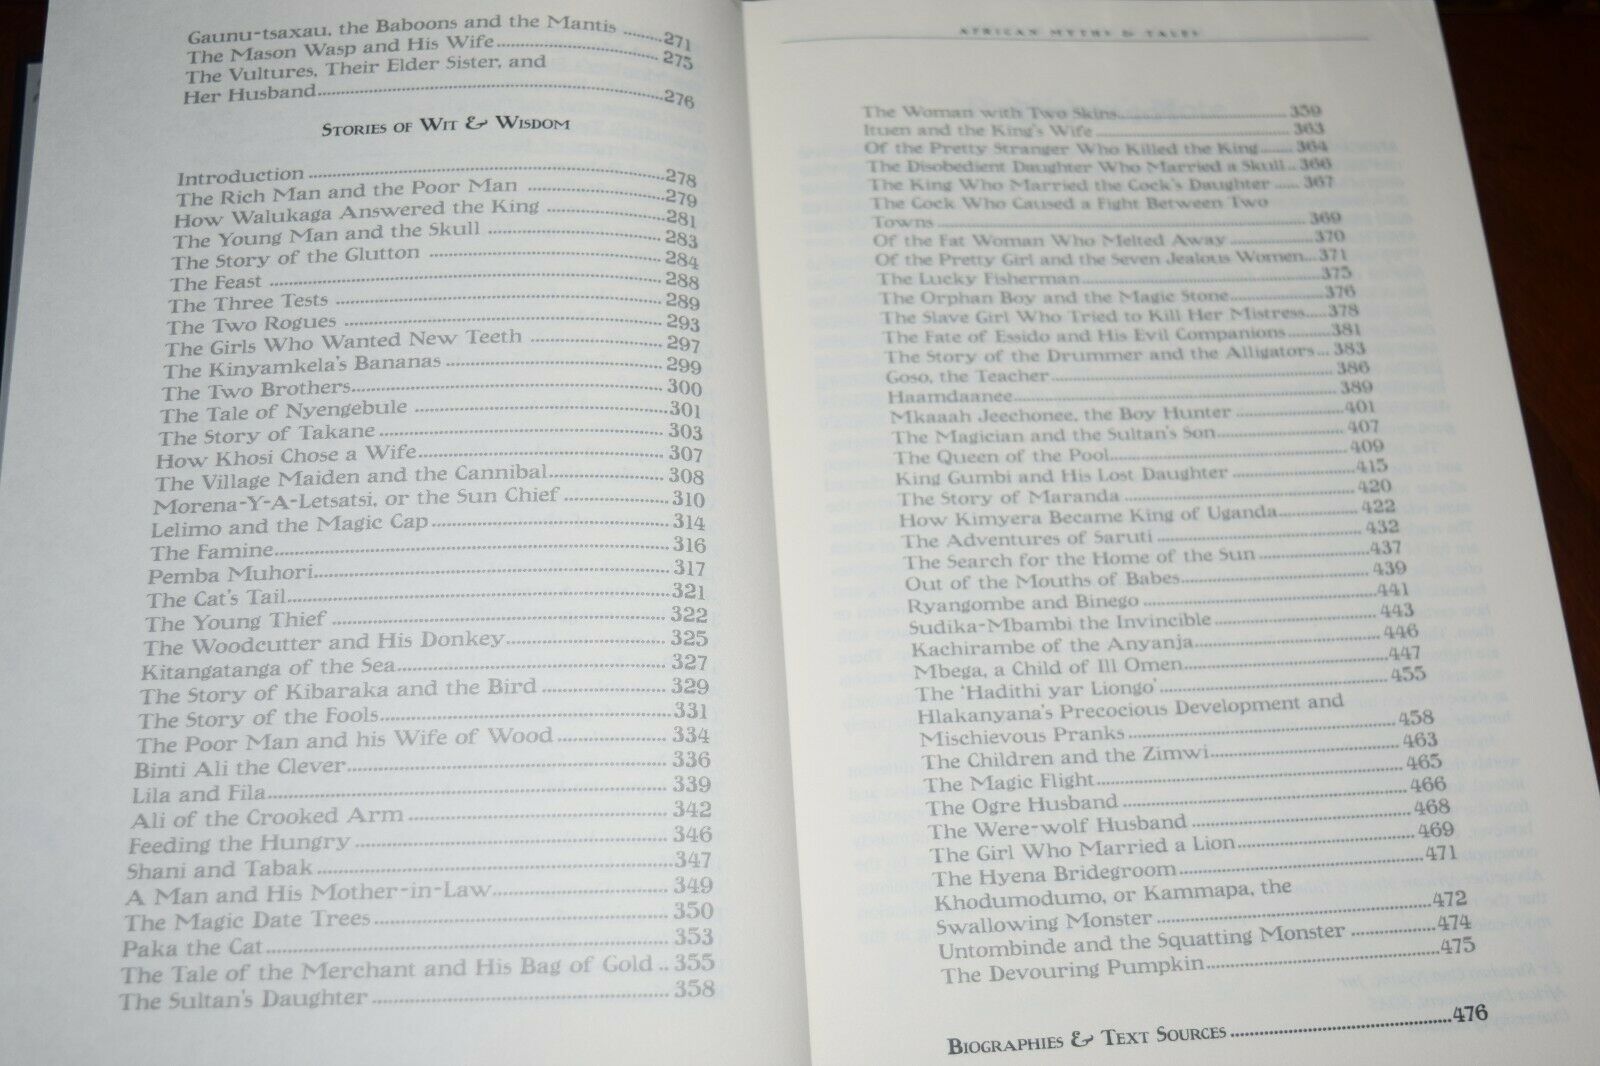 Gaunu-tsaxau, the Baboons and the Mantis ........271
The Mason Wasp and His Wife........ 275
The Vultures, Their Elder Sister, and
Her Husband........276
Stories of Wit & Wisdom
Introduction ........278
The Rich Man and the Poor Man ........279
How Walukaga Answered the King ........281
The Young Man and the Skull ........ 283
The Story of the Glutton ........ 284
The Feast ........ 288
The Three Tests ........ 289
The Two Rogues ........ 293
The Girls Who Wanted New Teeth ........ 297
The Kinyamkela's Bananas ........ 299
The Two Brothers........ 300
The Tale of Nyengebule ........301
The Story of Takane ........ 303
How Khosi Chose a Wife........ 307
The Village Maiden and the Cannibal........ 308
Morena-Y-A-Letsatsi, or the Sun Chief ........ 310
Lelimo and the Magic Cap ........ 314
The Famine........ 316
Pemba Muhori........ 317
The Cat's Tail........ 321
The Young Thief ........ 322
The Woodcutter and His Donkey........ 325
Kitangatanga of the Sea........ 327
The Story of Kibaraka and the Bird ........ 329
The Story of the Fools........ 331
The Poor Man and his Wife of Wood ........ 334
Binti Ali the Clever........ 336
Lila and Fila........ 339
Ali of the Crooked Arm ........ 342
Feeding the Hungry ........ 346
Shani and Tabak........347
A Man and His Mother-in-Law........ 349
The Magic Date Trees........ 350
Paka the Cat ........ 353
The Tale of the Merchant and His Bag of Gold .. 355
The Sultan's Daughter ........ 358
AFRICAN MYTHS & TALES
The Woman with Two Skins........ 359
Ituen and the King's Wife ........ 363
Of the Pretty Stranger Who Killed the King........ 364
The Disobedient Daughter Who Married a Skull .. 366
The King Who Married the Cock's Daughter ...... 367
The Cock Who Caused a Fight Between Two
Towns ........ 369
Of the Fat Woman Who Melted Away ........370
Of the Pretty Girl and the Seven Jealous Women...371
The Lucky Fisherman........375
The Orphan Boy and the Magic Stone........376
The Slave Girl Who Tried to Kill Her Mistress.....378
The Fate of Essido and His Evil Companions ........381
The Story of the Drummer and the Alligators... 383
Goso, the Teacher........ 386
Haamdaanee........ 389
Mkaaah Jeechonee, the Boy Hunter ........ 401
The Magician and the Sultan's Son........ 407
The Queen of the Pool........ 409
King Gumbi and His Lost Daughter ........415
The Story of Maranda ........ 420
How Kimyera Became King of Uganda........ 422
The Adventures of Saruti ........ 432
The Search for the Home of the Sun ........437
Out of the Mouths of Babes........ 439
Ryangombe and Binego ........441
Sudika-Mbambi the Invincible ........ 443
Kachirambe of the Anyanja........ 446
Mbega, a Child of Ill Omen........447
The 'Hadithi yar Liongo'........ 455
Hlakanyana's Precocious Development and
Mischievous Pranks ........ 458
The Children and the Zimwi........ 463
The Magic Flight........ 465
The Ogre Husband ........ 466
The Were-wolf Husband ........ 468
The Girl Who Married a Lion........ 469
The Hyena Bridegroom ........ 471
Khodumodumo, or Kammapa, the
Swallowing Monster ........472
Untombinde and the Squatting Monster ........474
The Devouring Pumpkin........475
Biographies & Text Sources ........476